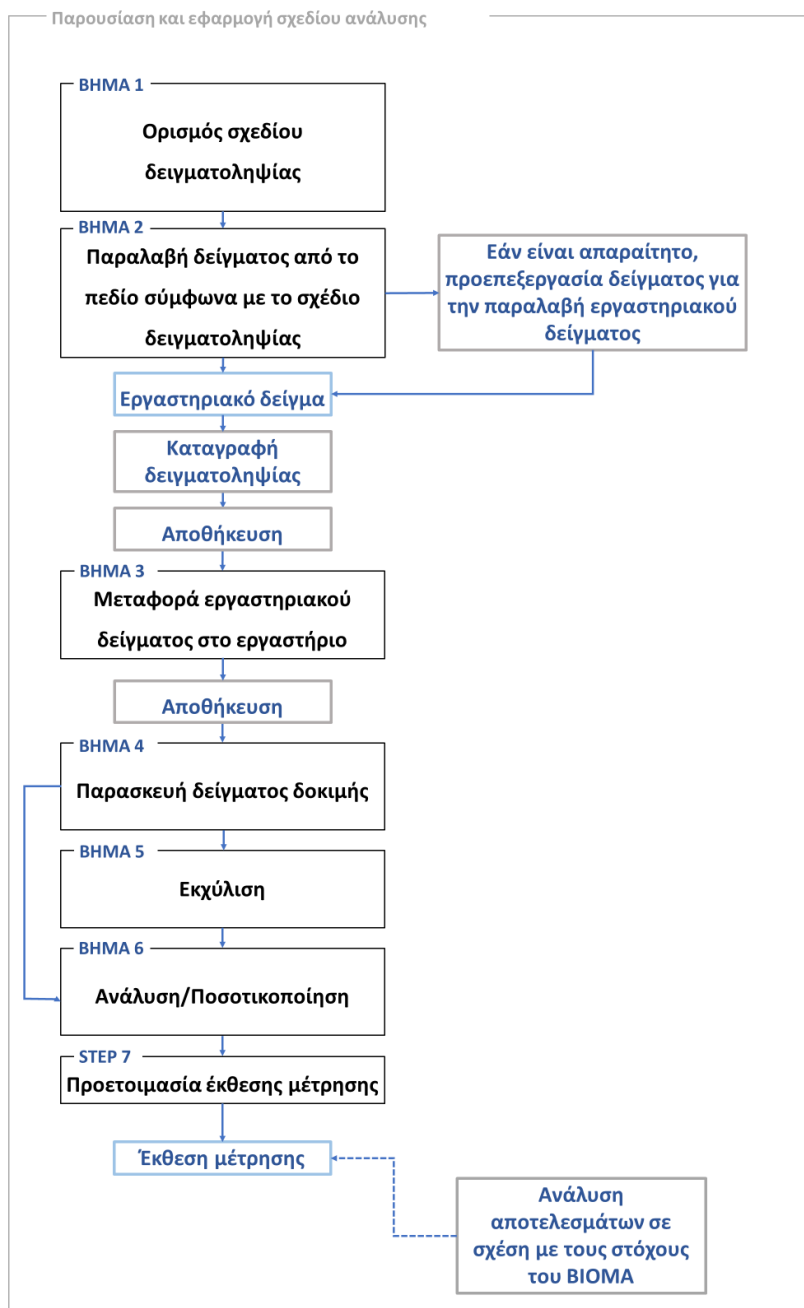 Παρουσίαση και εφαρμογή σχεδίου ανάλυσης
ΒΗΜΑ 1
Ορισμός σχεδίου
δειγματοληψίας
ΒΗΜΑ 2
Παραλαβή δείγματος από το
πεδίο σύμφωνα με το σχέδιο
δειγματοληψίας
Εάν είναι απαραίτητο,
προεπεξεργασία δείγματος για
την παραλαβή εργαστηριακού
δείγματος
Εργαστηριακό δείγμα
Καταγραφή
δειγματοληψίας
Αποθήκευση
ΒΗΜΑ 3
Μεταφορά εργαστηριακού
δείγματος στο εργαστήριο
Αποθήκευση
ΒΗΜΑ 4
Παρασκευή δείγματος δοκιμής
ΒΗΜΑ 5
Εκχύλιση
ΒΗΜΑ 6
Ανάλυση/Ποσοτικοποίηση
STEP 7
Προετοιμασία έκθεσης μέτρησης
Έκθεση μέτρησης
Ανάλυση
αποτελεσμάτων σε
σχέση με τους στόχους
του ΒΙΟΜΑ